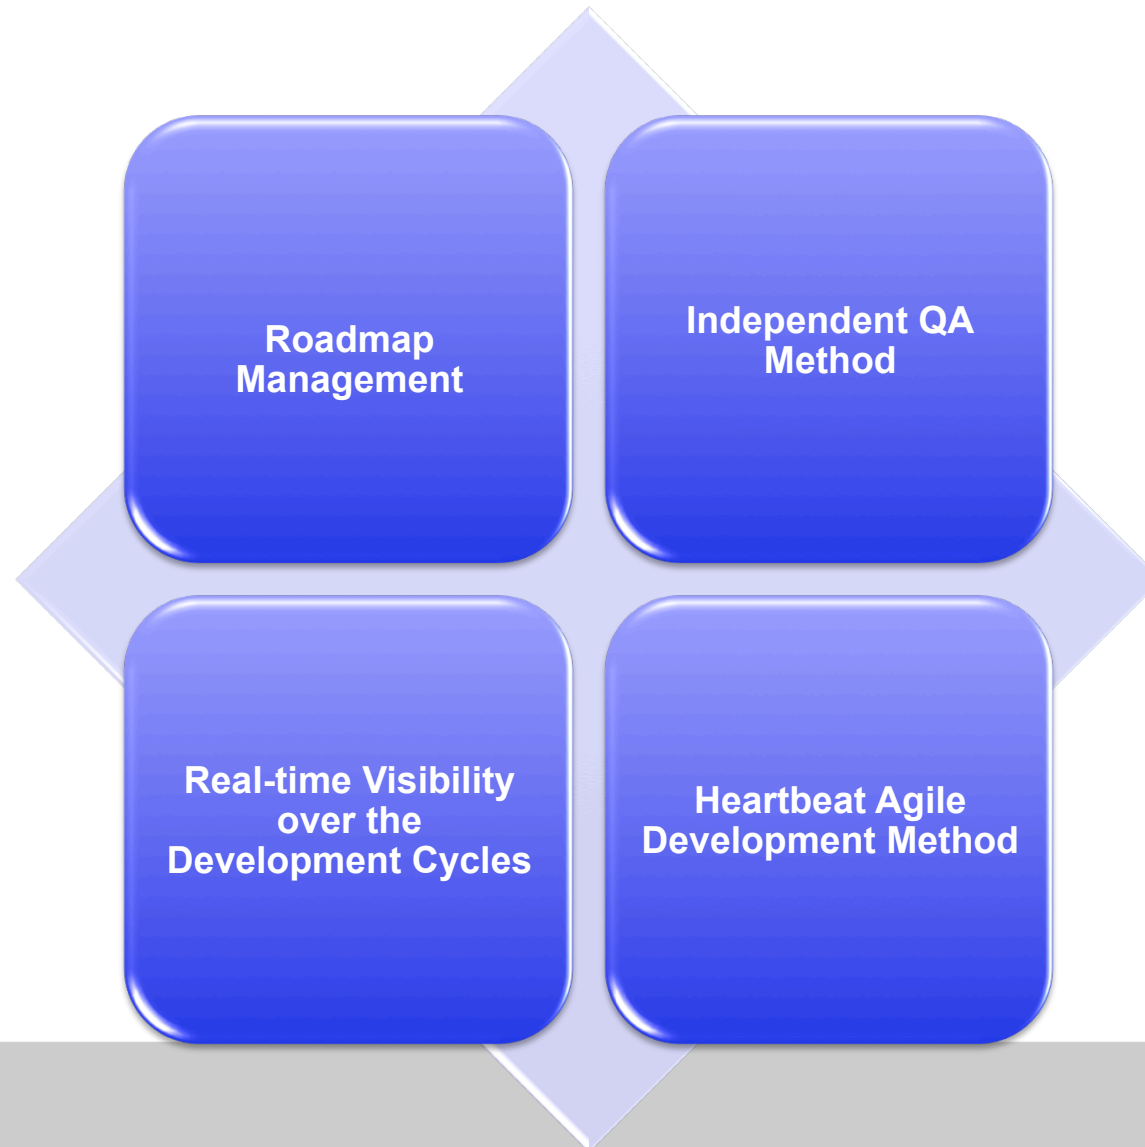 Roadmap
Management
Independent QA
Method
Real-time Visibility
over the
Development Cycles
Heartbeat Agile
Development Method